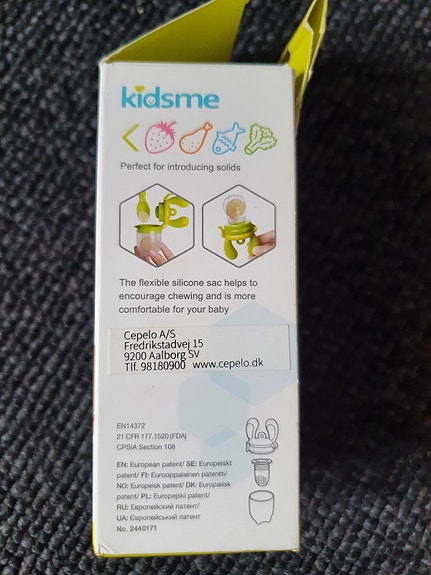 kidsme
Perfect for introducing solids
The flexible silicone sac helps to
encourage chewing and is more
comfortable for your baby
Cepelo A/S
Fredrikstadvej 15
9200 Aalborg SV
Tlf. 98180900 www.cepelo.dk
EN14372
21 CFR 177.1520(FDA)
CPSIA Section 108
EN: European patent/ SE: Europeiskt
patent/ FI: Eurooppalainen patentti/
NO: Europeisk patent/ DK: Europæisk
patent/ PL: Europejski patent/
RU: Европейский патент/
UA: Європейський патент
No. 2440171